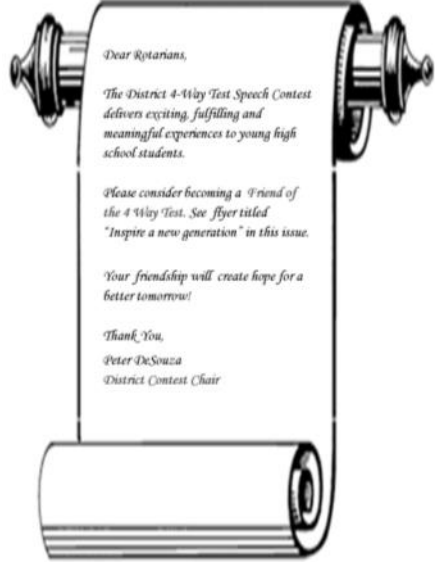 Dear Rotarians,
The District 4-Way Test Speech Contest
delivers exciting, fulfilling and
meaningful experiences to young high
school students.
Please consider becoming a Friend of
the 4 Way Test. See flyer titled
"Inspire a new generation" in this issue.
Your friendship will create hope for a
better tomorrow!
Thank You,
Peter DeSouza
District Contest Chair